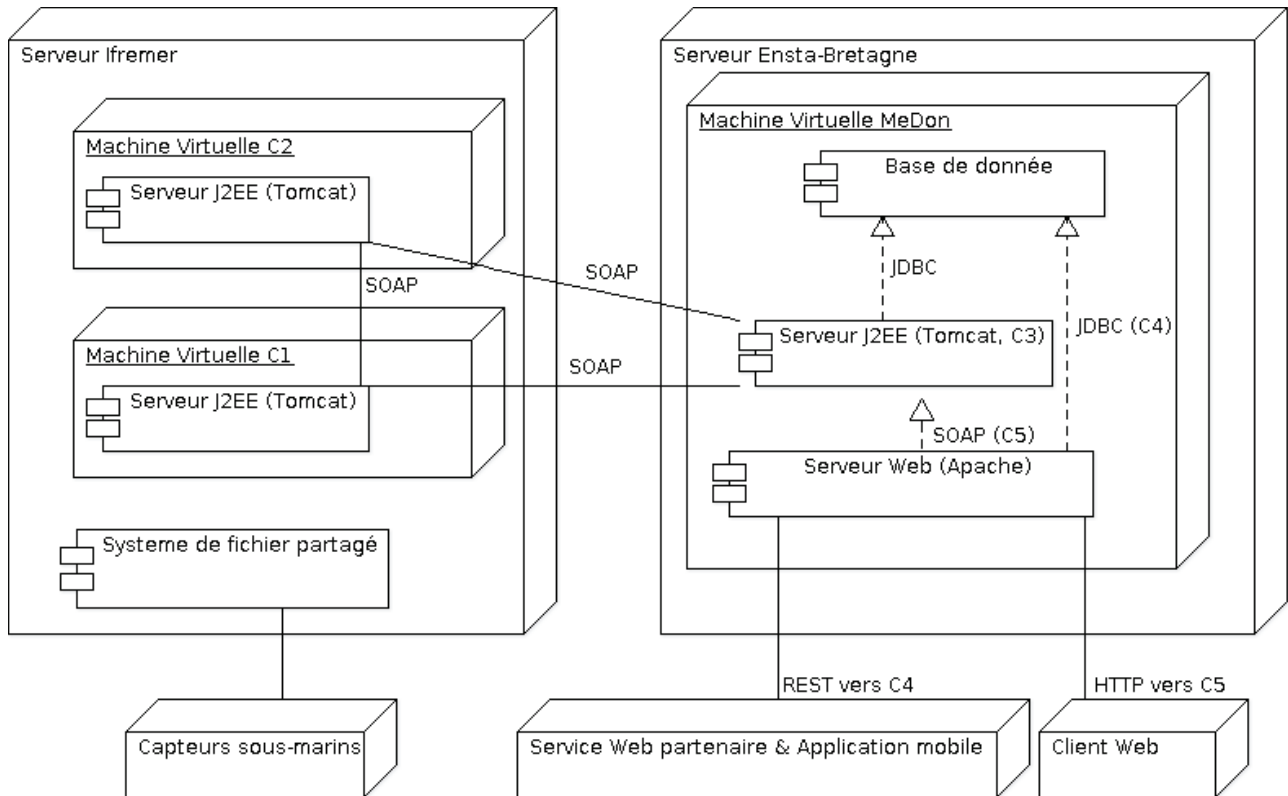 Serveur Ifremer
Machine Virtuelle C2
Serveur J2EE (Tomcat)
SOAP
Machine Virtuelle C1
Serveur J2EE (Tomcat)
Systeme de fichier partagé
SOAP
SOAP
Serveur Ensta-Bretagne
Machine Virtuelle MeDon
Base de donnée
JDBC
JDBC (C4)
Serveur J2EE (Tomcat, C3)
SOAP (C5)
Serveur Web (Apache)
REST vers C4
HTTP vers C5
Capteurs sous-marins
Service Web partenaire & Application mobile
Client Web